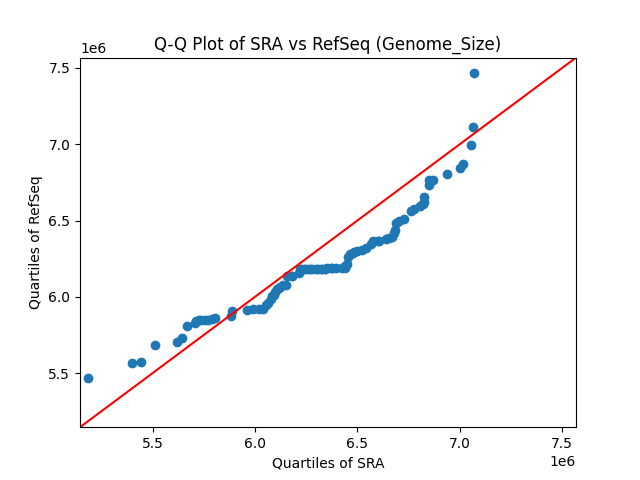 Q-Q Plot of SRA vs RefSeq (Genome_Size)
1e6
7.5
7.0
6.5
6.0
5.5
Quartiles of RefSeq
5.5
6.0
6.5
7.0
7.5
Quartiles of SRA
1e6